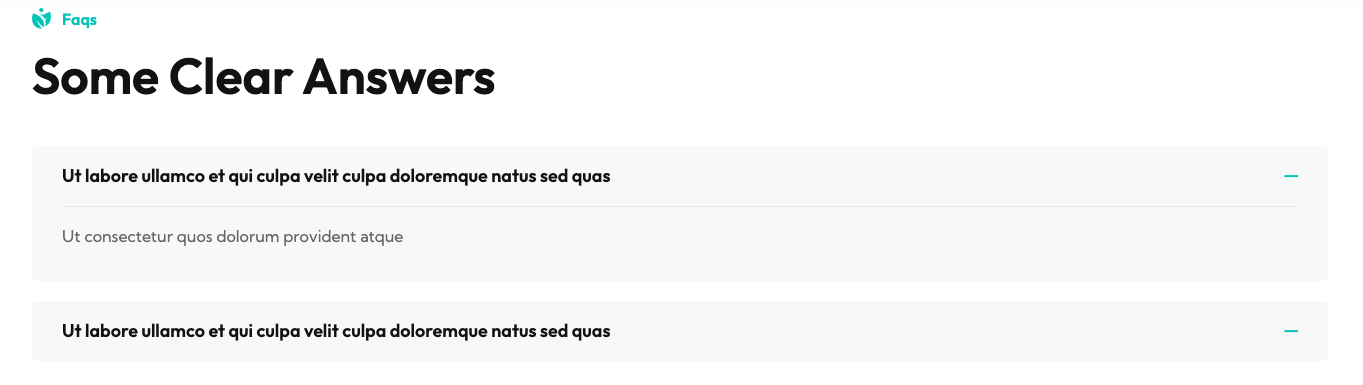 Faqs
Some Clear Answers
Ut labore ullamco et qui culpa velit culpa doloremque natus sed quas
Ut consectetur quos dolorum provident atque
Ut labore ullamco et qui culpa velit culpa doloremque natus sed quas